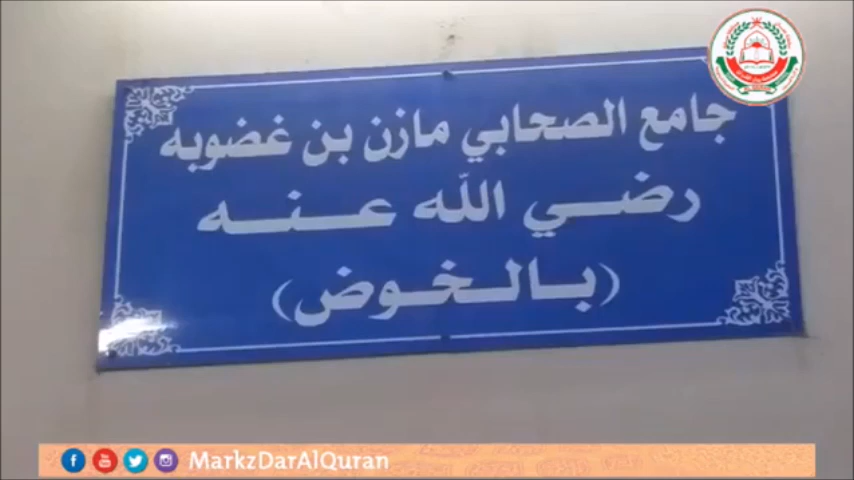 جامع الصحابي مازن بن غضوبه
رضي الله عنه
(بالخوض)
MarkzDarAlQuran